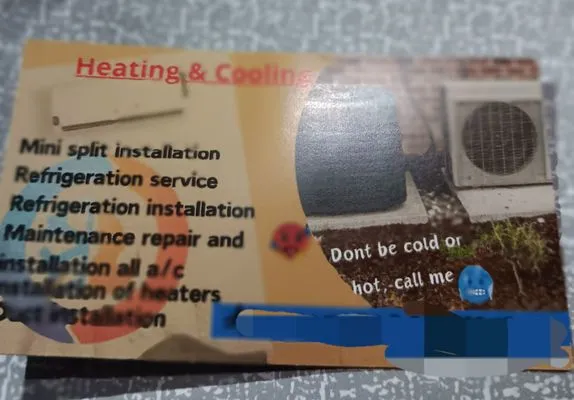 Heating & Cooling
Mini split installation
Refrigeration service
Refrigeration installation
Maintenance repair and
installation all a/c
installation of heaters
installation
Dont be cold or
hot, call me